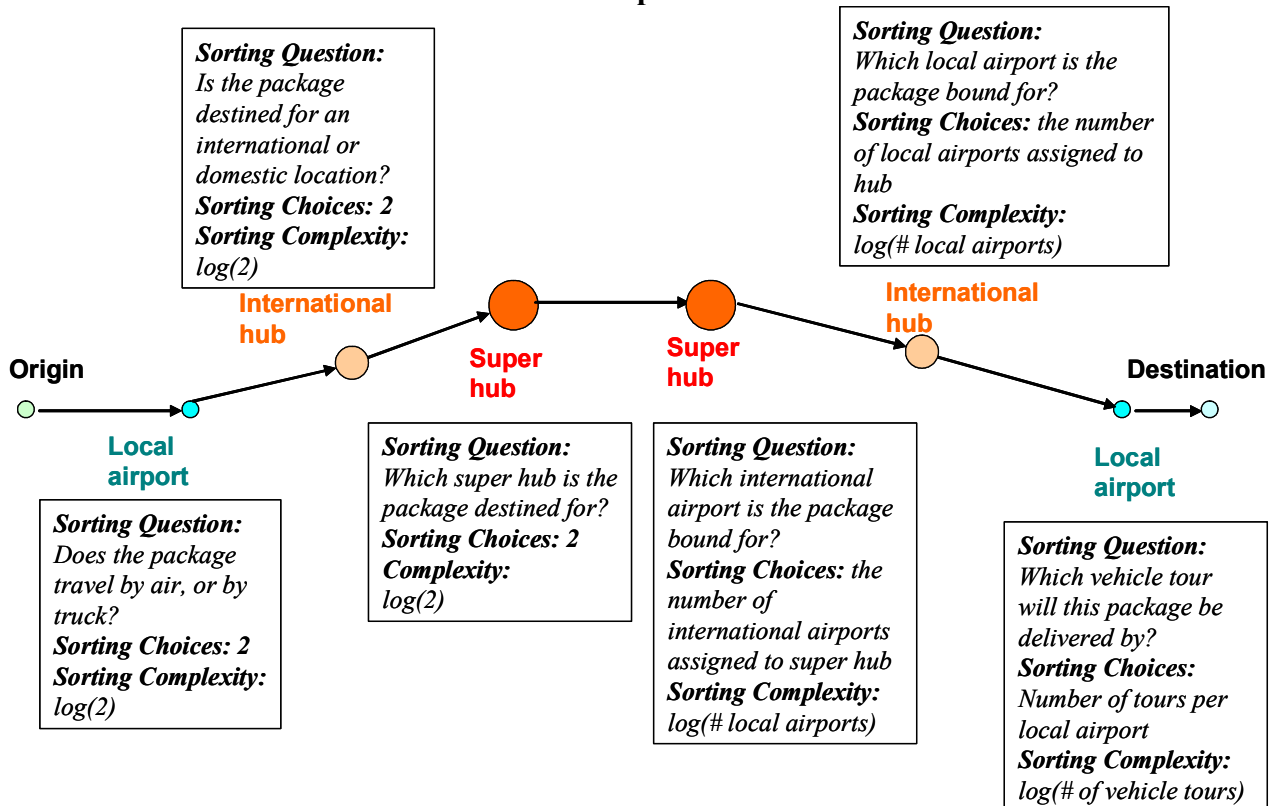 Sorting Question:
Is the package
destined for an
international or
domestic location?
Sorting Choices: 2
Sorting Complexity:
log(2)
Sorting Question:
Which local airport is the
package bound for?
Sorting Choices: the number
of local airports assigned to
hub
Sorting Complexity:
log(# local airports)
International
hub
International
hub
Super
hub
Super
hub
Origin
Destination
Local
airport
Local
airport
Sorting Question:
Does the package
travel by air, or by
truck?
Sorting Choices: 2
Sorting Complexity:
log(2)
Sorting Question:
Which super hub is the
package destined for?
Sorting Choices: 2
Complexity:
log(2)
Sorting Question:
Which international
airport is the package
bound for?
Sorting Choices: the
number of
international airports
assigned to super hub
Sorting Complexity:
log(# local airports)
Sorting Question:
Which vehicle tour
will this package be
delivered by?
Sorting Choices:
Number of tours per
local airport
Sorting Complexity:
log(# of vehicle tours)